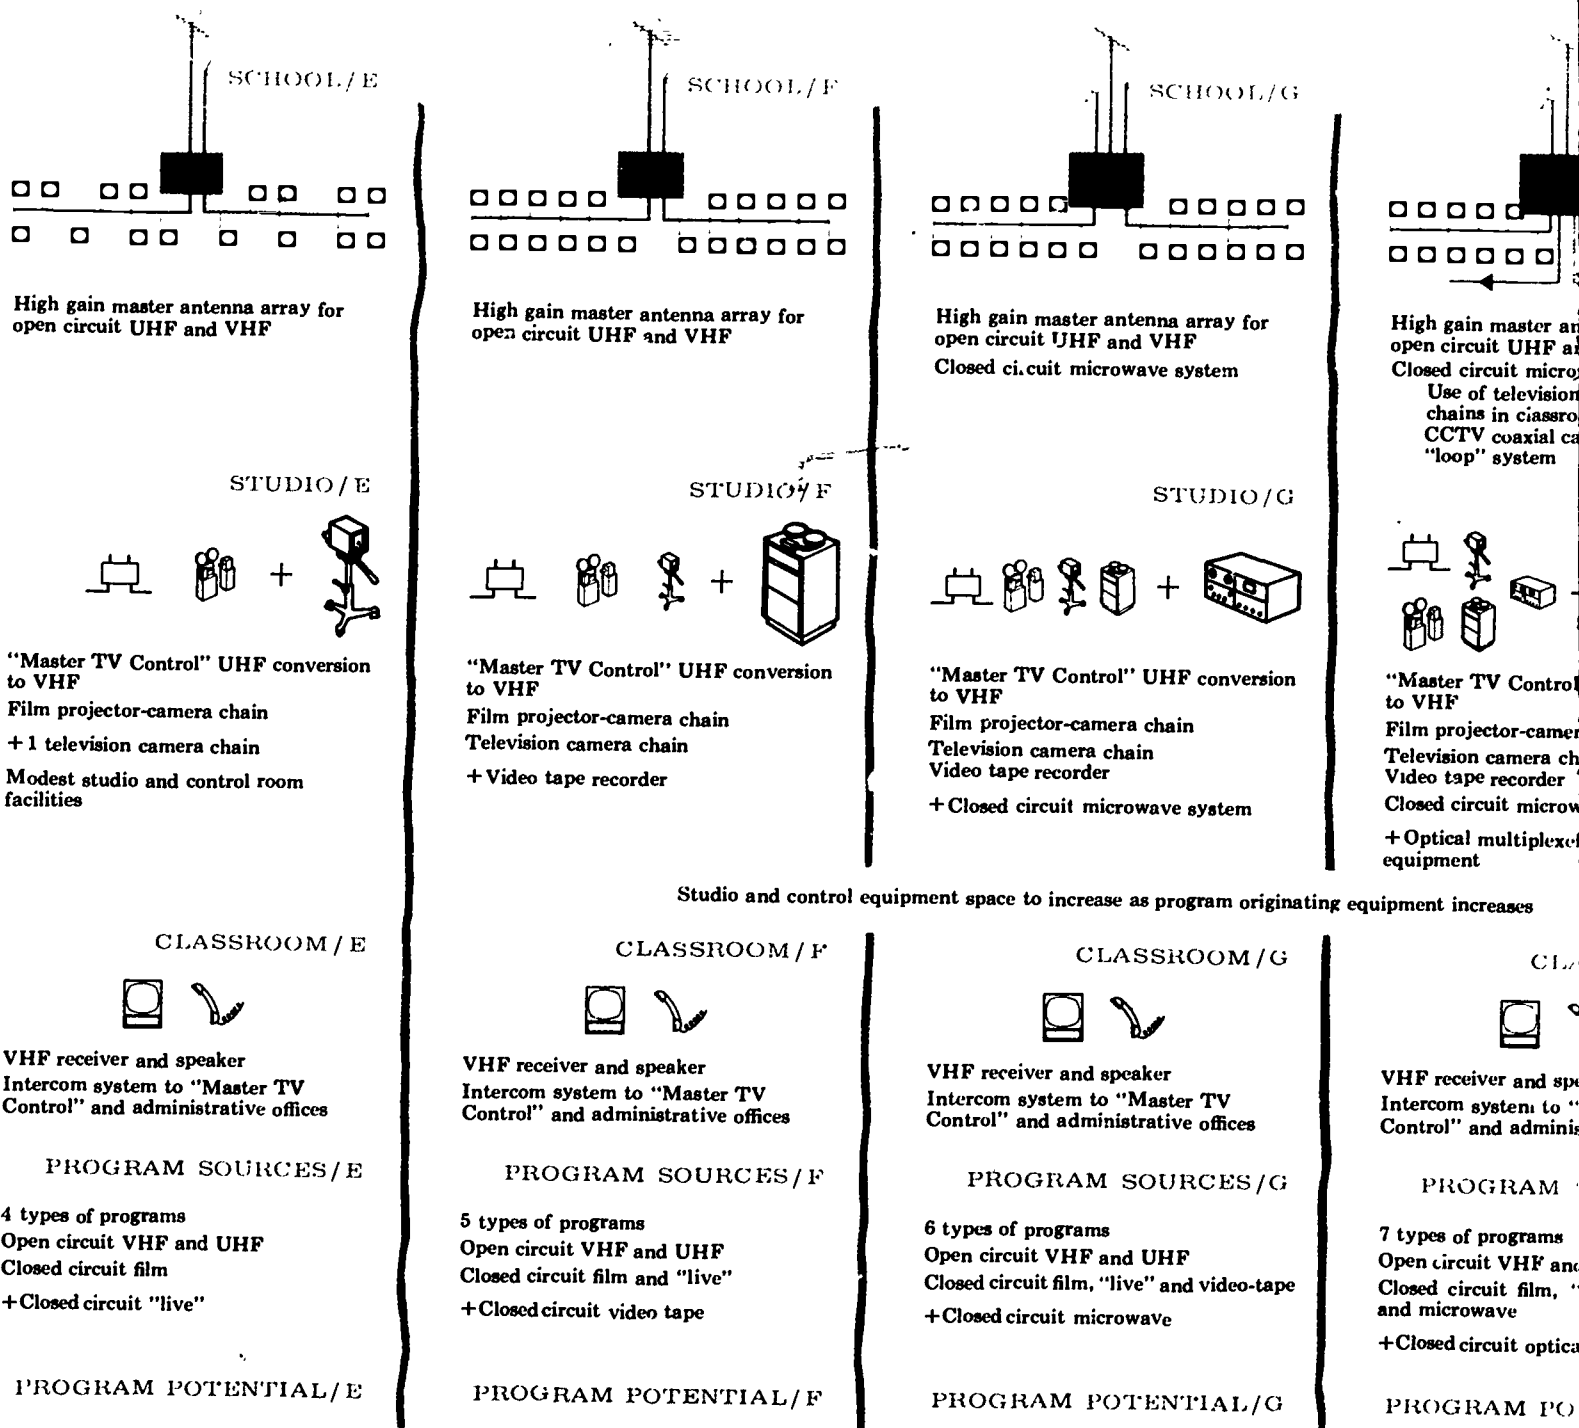 SCHOOL/E
High gain master antenna array for
open circuit UHF and VHF
STUDIO/E
+
"Master TV Control" UHF conversion
to VHF
Film projector-camera chain
+1 television camera chain
Modest studio and control room
facilities
CLASSROOM/E
VHF receiver and speaker
Intercom system to "Master TV
Control" and administrative offices
PROGRAM SOURCES/E
4 types of programs
Open circuit VHF and UHF
Closed circuit film
+Closed circuit "live"
PROGRAM POTENTIAL/E
SCHOOL/F
High gain master antenna array for
open circuit UHF and VHF
STUDIO/F
+
"Master TV Control" UHF conversion
to VHF
Film projector-camera chain
Television camera chain
+Video tape recorder
Studio and control equipment space to increase as program originating equipment increases
CLASSROOM/F
VHF receiver and speaker
Intercom system to "Master TV
Control" and administrative offices
PROGRAM SOURCES/F
5 types of programs
Open circuit VHF and UHF
Closed circuit film and "live"
+Closed circuit video tape
PROGRAM POTENTIAL/F
SCHOOL/G
High gain master antenna array for
open circuit UHF and VHF
Closed circuit microwave system
STUDIO/G
+
"Master TV Control" UHF conversion
to VHF
Film projector-camera chain
Television camera chain
Video tape recorder
+Closed circuit microwave system
CLASSROOM/G
VHF receiver and speaker
Intercom system to "Master TV
Control" and administrative offices
PROGRAM SOURCES/G
6 types of programs
Open circuit VHF and UHF
Closed circuit film, "live" and video-tape
+Closed circuit microwave
PROGRAM POTENTIAL/G
High gain master
open circuit UHF
Closed circuit
Use of television
chains in
CCTV coaxial
"loop" system
"Master TV Control
to VHF
Film
Television camera
Video tape recorder
Closed circuit
+Optical
equipment
VHF receiver and
Intercom system to "
Control" and
PROGRAM
7 types of programs
Open circuit VHF
Closed circuit film, "
and microwave
+Closed circuit
PROGRAM